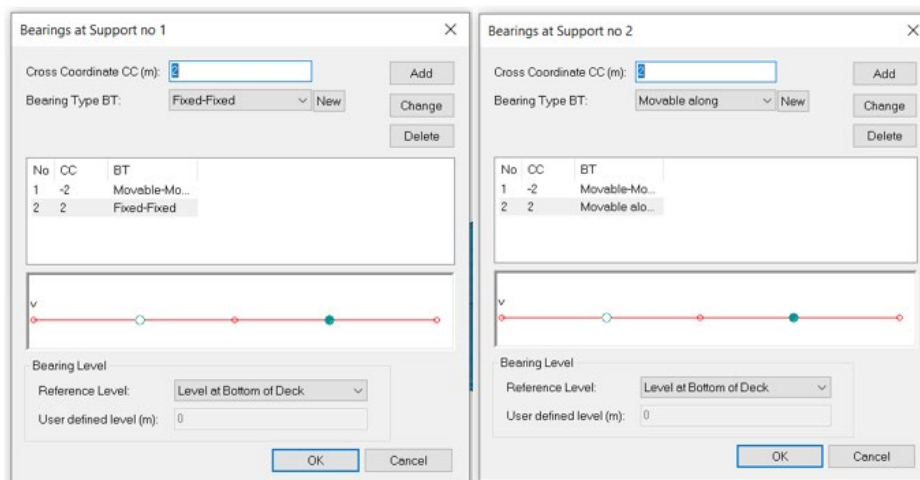 Bearings at Support no 1
Cross Coordinate CC (m):
2
Add
Bearing Type BT:
Fixed-Fixed
New
Change
Delete
No CC BT
1 -2 Movable-Mo...
2 2 Fixed-Fixed
v
Bearing Level
Reference Level:
Level at Bottom of Deck
User defined level (m):
0
OK
Cancel
Bearings at Support no 2
Cross Coordinate CC (m):
2
Add
Bearing Type BT:
Movable along
New
Change
Delete
No CC BT
1 -2 Movable-Mo...
2 2 Movable alo...
v
Bearing Level
Reference Level:
Level at Bottom of Deck
User defined level (m):
0
OK
Cancel